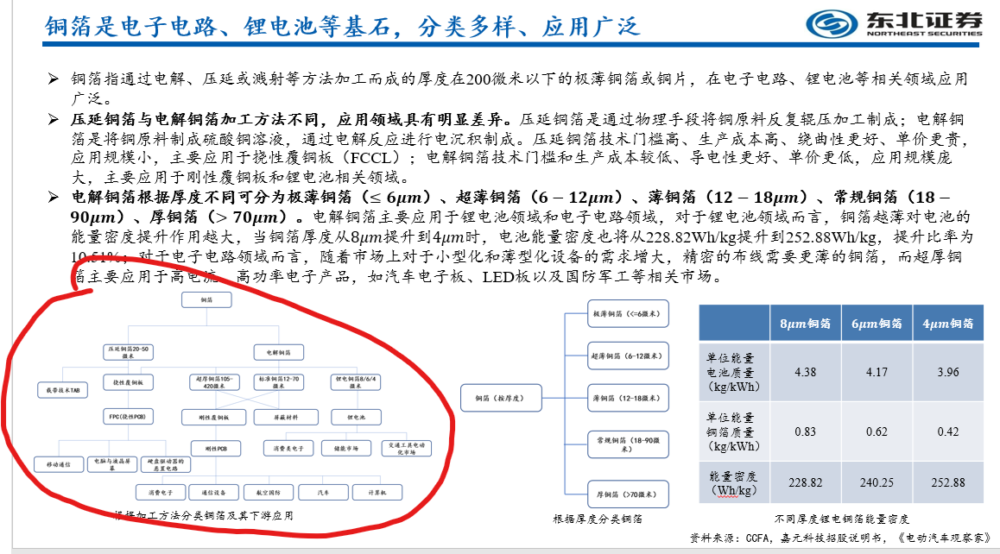 铜箔是电子电路、锂电池等基石，分类多样、应用广泛
东北证券
NORTHEAST SECURITIES
铜箔指通过电解、压延或溅射等方法加工而成的厚度在200微米以下的极薄铜箔或铜片，在电子电路、锂电池等相关领域应用
广泛。
压延铜箔与电解铜箔加工方法不同，应用领域具有明显差异。压延铜箔是通过物理手段将铜原料反复辊压加工制成；电解铜
箔是将铜原料制成硫酸铜溶液，通过电解反应进行电沉积制成。压延铜箔技术门槛高、生产成本高、绕曲性更好、单价更贵，
应用规模小，主要应用于挠性覆铜板（FCCL）；电解铜箔技术门槛和生产成本较低、导电性更好、单价更低，应用规模庞
大，主要应用于刚性覆铜板和锂电池相关领域。
电解铜箔根据厚度不同可分为极薄铜箔（≤ 6μm）、超薄铜箔（6 − 12μm）、薄铜箔（12 − 18μm）、常规铜箔（18 −
90μm）、厚铜箔（> 70μm）。电解铜箔主要应用于锂电池领域和电子电路领域，对于锂电池领域而言，铜箔越薄对电池的
能量密度提升作用越大，当铜箔厚度从8μm提升到4μm时，电池能量密度也将从228.82Wh/kg提升到252.88Wh/kg，提升比率为
10.51%；对于电子电路领域而言，随着市场上对于小型化和薄型化设备的需求增大，精密的布线需要更薄的铜箔，而超厚铜
箔主要应用于高电流、高功率电子产品，如汽车电子板、LED板以及国防军工等相关市场。
铜箔
压延铜箔20-50
微米
电解铜箔
载带技术TAB
挠性覆铜板
超厚铜箔105-
420微米
标准铜箔12-70
微米
锂电铜箔8/6/4
微米
FPC(挠性PCB)
刚性覆铜板
屏蔽材料
锂电池
移动通信
电脑与液晶屏
幕
硬盘驱动器的
悬置电路
刚性PCB
消费类电子
储能市场
交通工具电动
化市场
消费电子
通信设备
航空国防
汽车
计算机
根据加工方法分类铜箔及其下游应用
铜箔（按厚度）
极薄铜箔（<=6微米）
超薄铜箔（6-12微米）
薄铜箔（12-18微米）
常规铜箔（18-90微
米）
厚铜箔（>70微米）
根据厚度分类铜箔
8μm铜箔 6μm铜箔 4μm铜箔
单位能量
电池质量
（kg/kWh）
4.38 4.17 3.96
单位能量
铜箔质量
（kg/kWh）
0.83 0.62 0.42
能量密度
（Wh/kg）
228.82 240.25 252.88
不同厚度锂电铜箔能量密度
资料来源：CCFA，嘉元科技招股说明书，《电动汽车观察家》